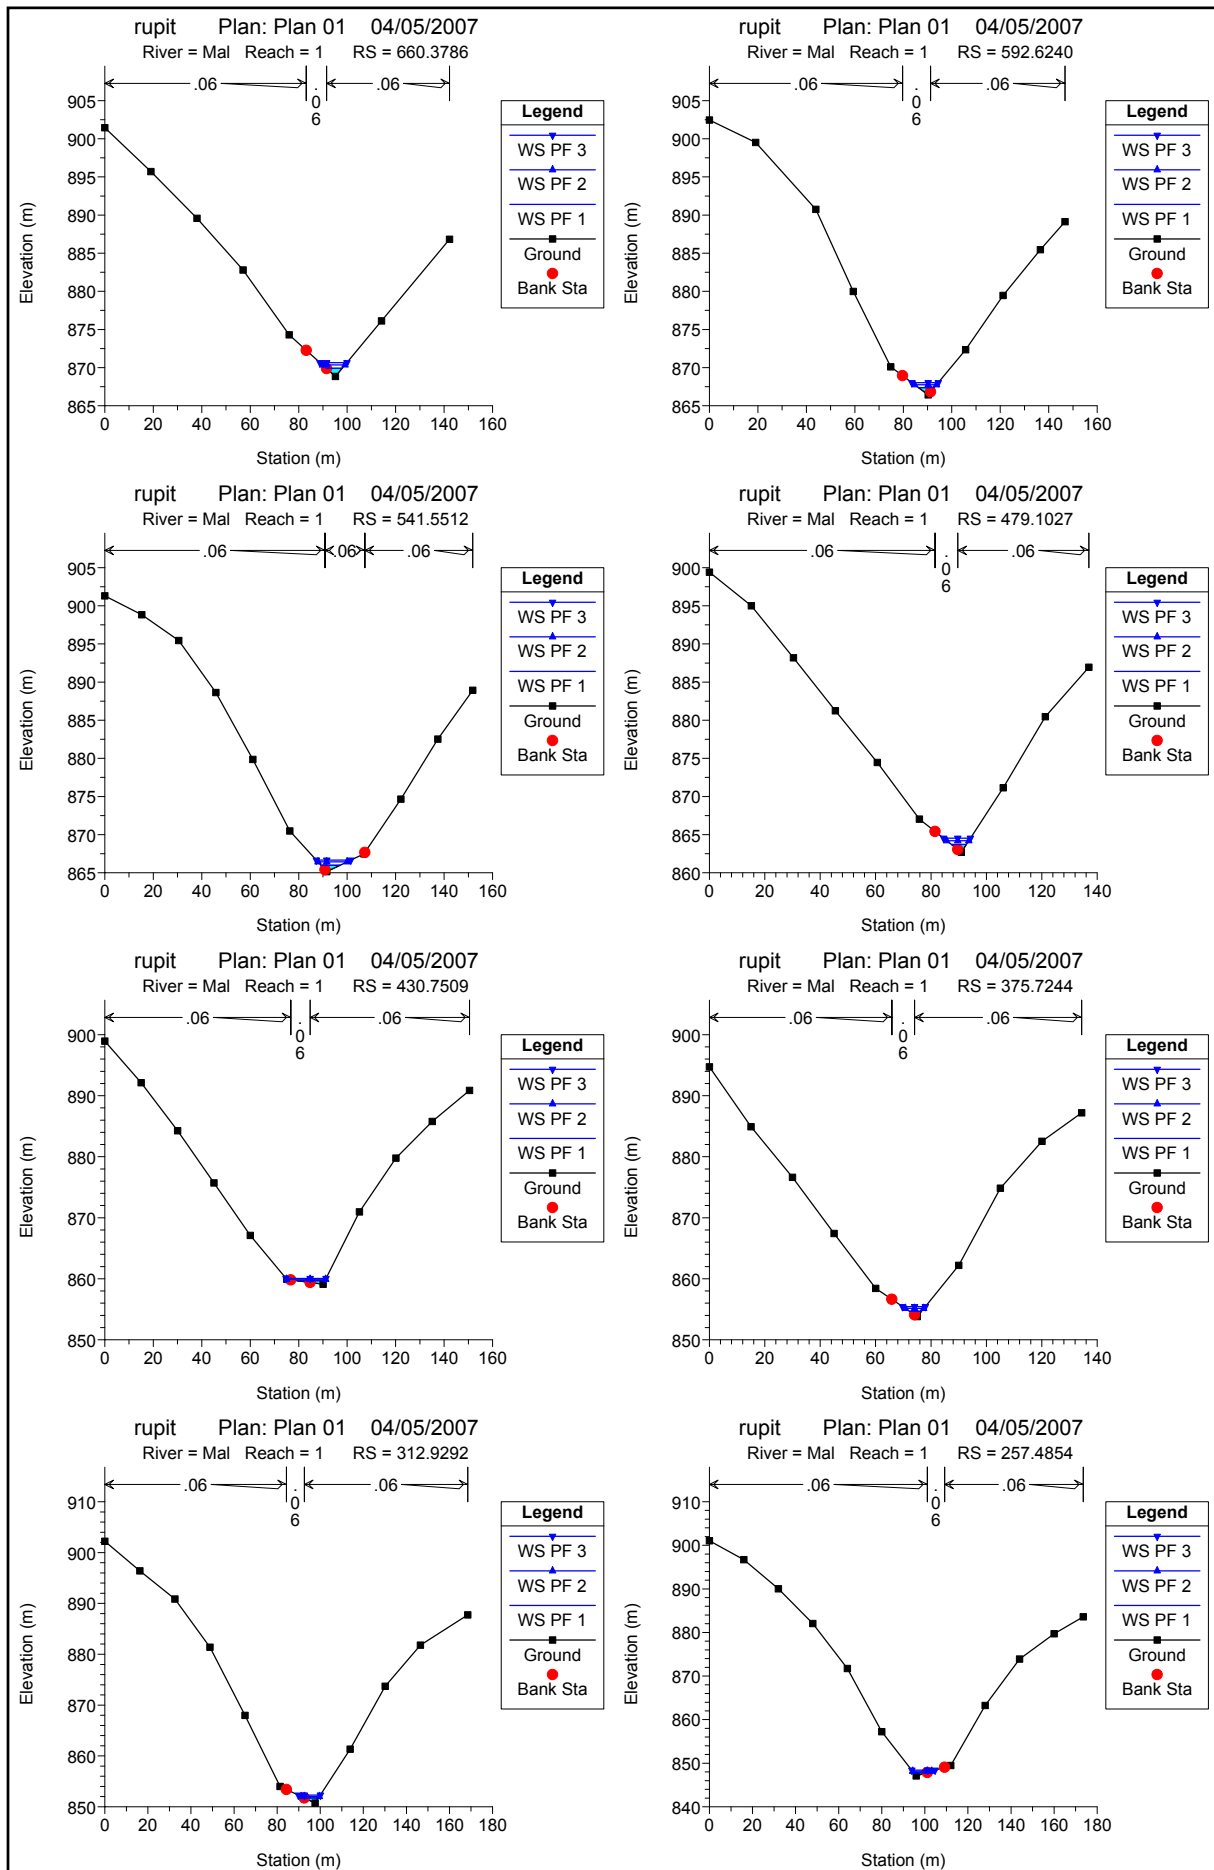 rupit Plan: Plan 01 04/05/2007
River = Mal Reach = 1 RS = 660.3786
.06 .06 .06
Legend
WS PF 3
WS PF 2
WS PF 1
Ground
Bank Sta
Elevation (m)
905
900
895
890
885
880
875
870
865
0 20 40 60 80 100 120 140 160
Station (m)
rupit Plan: Plan 01 04/05/2007
River = Mal Reach = 1 RS = 592.6240
.06 .06 .06
Legend
WS PF 3
WS PF 2
WS PF 1
Ground
Bank Sta
Elevation (m)
905
900
895
890
885
880
875
870
865
0 20 40 60 80 100 120 140 160
Station (m)
rupit Plan: Plan 01 04/05/2007
River = Mal Reach = 1 RS = 541.5512
.06 .06 .06
Legend
WS PF 3
WS PF 2
WS PF 1
Ground
Bank Sta
Elevation (m)
905
900
895
890
885
880
875
870
865
0 20 40 60 80 100 120 140 160
Station (m)
rupit Plan: Plan 01 04/05/2007
River = Mal Reach = 1 RS = 479.1027
.06 .06 .06
Legend
WS PF 3
WS PF 2
WS PF 1
Ground
Bank Sta
Elevation (m)
900
895
890
885
880
875
870
865
860
0 20 40 60 80 100 120 140
Station (m)
rupit Plan: Plan 01 04/05/2007
River = Mal Reach = 1 RS = 430.7509
.06 .06 .06
Legend
WS PF 3
WS PF 2
WS PF 1
Ground
Bank Sta
Elevation (m)
900
890
880
870
860
850
0 20 40 60 80 100 120 140 160
Station (m)
rupit Plan: Plan 01 04/05/2007
River = Mal Reach = 1 RS = 375.7244
.06 .06 .06
Legend
WS PF 3
WS PF 2
WS PF 1
Ground
Bank Sta
Elevation (m)
900
890
880
870
860
850
0 20 40 60 80 100 120 140
Station (m)
rupit Plan: Plan 01 04/05/2007
River = Mal Reach = 1 RS = 312.9292
.06 .06 .06
Legend
WS PF 3
WS PF 2
WS PF 1
Ground
Bank Sta
Elevation (m)
910
900
890
880
870
860
850
0 20 40 60 80 100 120 140 160 180
Station (m)
rupit Plan: Plan 01 04/05/2007
River = Mal Reach = 1 RS = 257.4854
.06 .06 .06
Legend
WS PF 3
WS PF 2
WS PF 1
Ground
Bank Sta
Elevation (m)
910
900
890
880
870
860
850
840
0 20 40 60 80 100 120 140 160 180
Station (m)